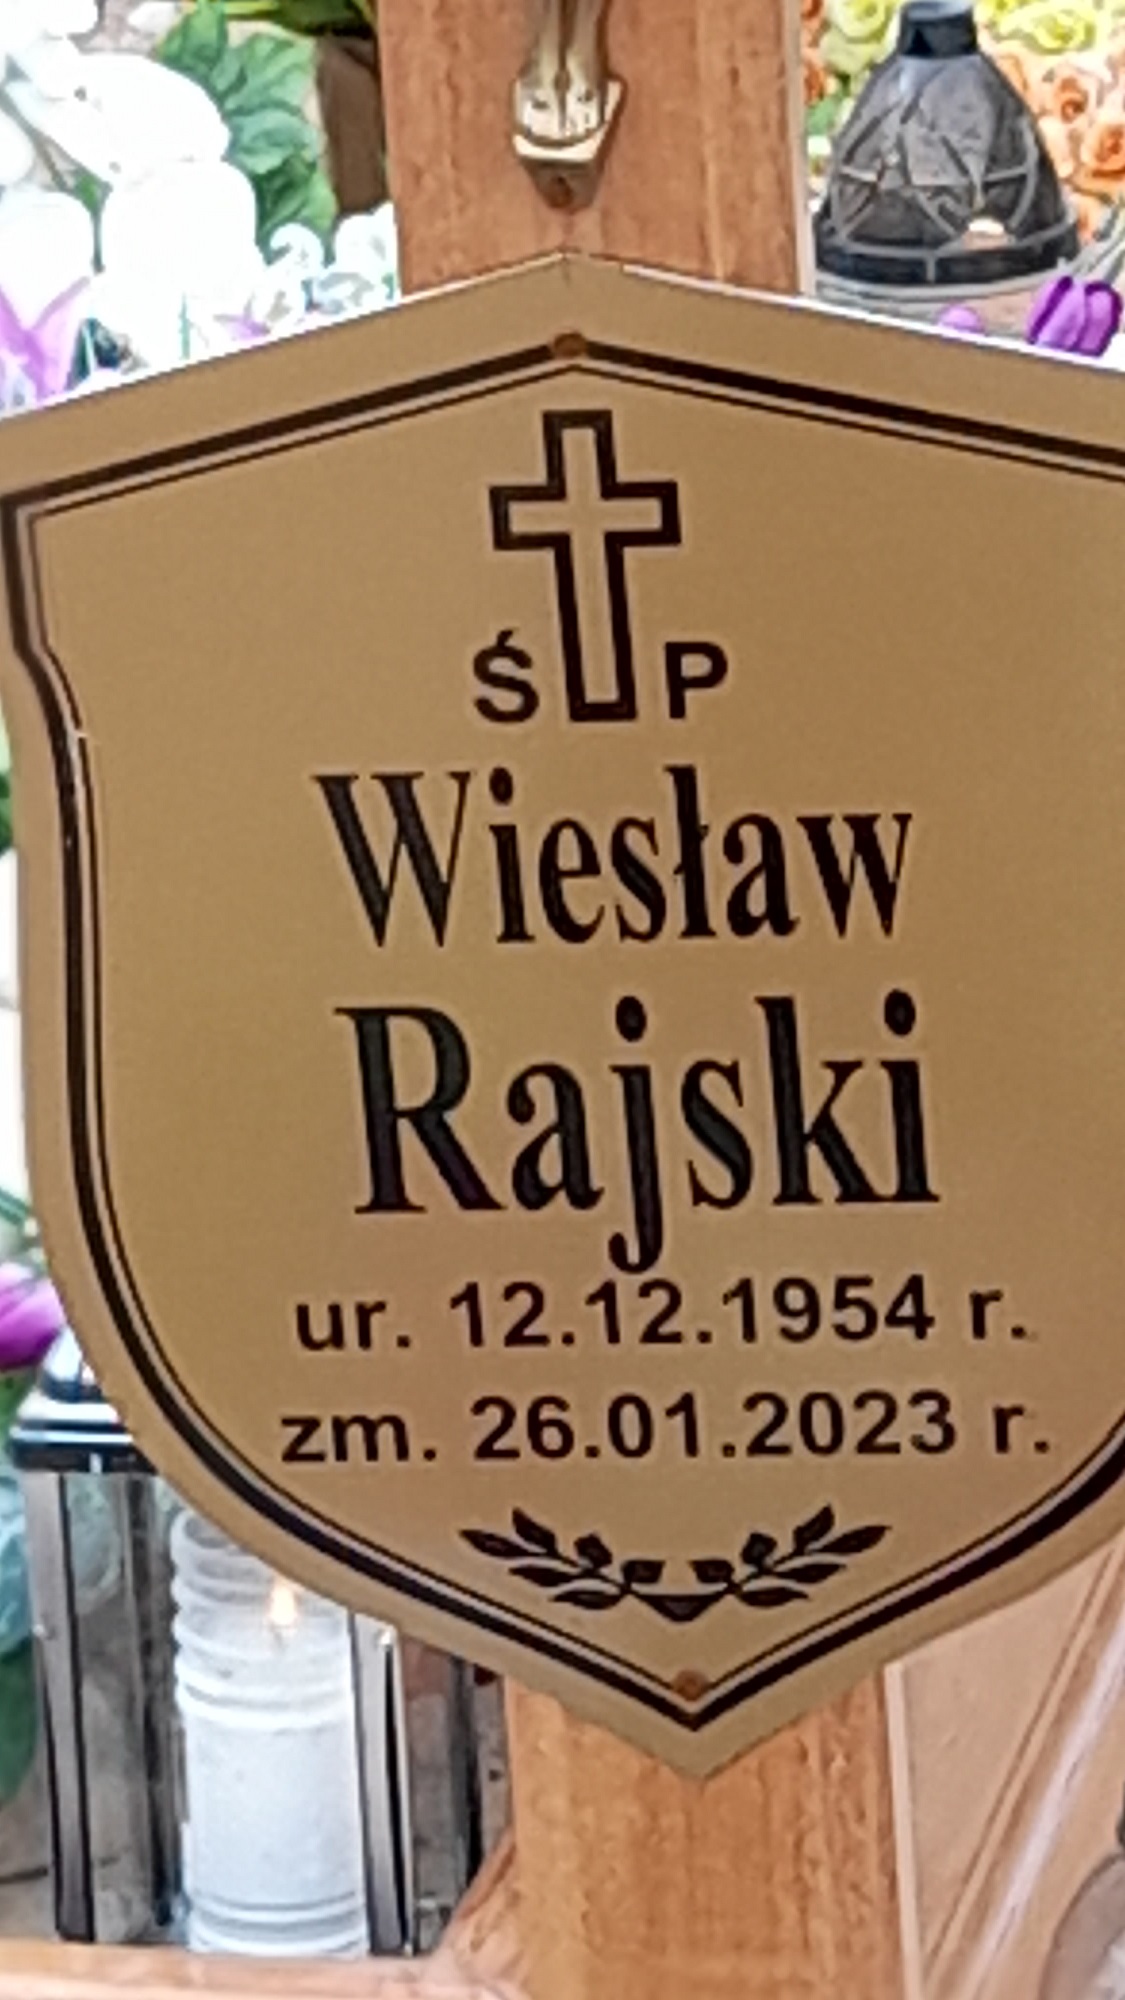 Ś P
Wiesław
Rajski
ur. 12.12.1954 r.
zm. 26.01.2023 r.